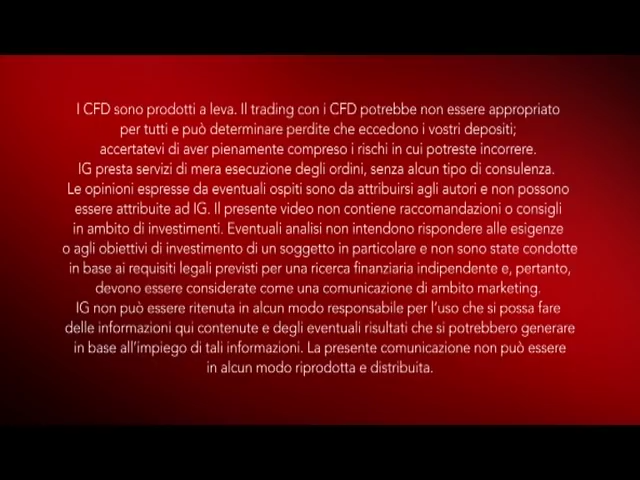 I CFD sono prodotti a leva. Il trading con i CFD potrebbe non essere appropriato
per tutti e può determinare perdite che eccedono i vostri depositi;
accertatevi di aver pienamente compreso i rischi in cui potreste incorrere.
IG presta servizi di mera esecuzione degli ordini, senza alcun tipo di consulenza.
Le opinioni espresse da eventuali ospiti sono da attribuirsi agli autori e non possono
essere attribuite ad IG. Il presente video non contiene raccomandazioni o consigli
in ambito di investimenti. Eventuali analisi non intendono rispondere alle esigenze
o agli obiettivi di investimento di un soggetto in particolare e non sono state condotte
in base ai requisiti legali previsti per una ricerca finanziaria indipendente e, pertanto,
devono essere considerate come una comunicazione di ambito marketing.
IG non può essere ritenuta in alcun modo responsabile per l'uso che si possa fare
delle informazioni qui contenute e degli eventuali risultati che si potrebbero generare
in base all'impiego di tali informazioni. La presente comunicazione non può essere
in alcun modo riprodotta e distribuita.